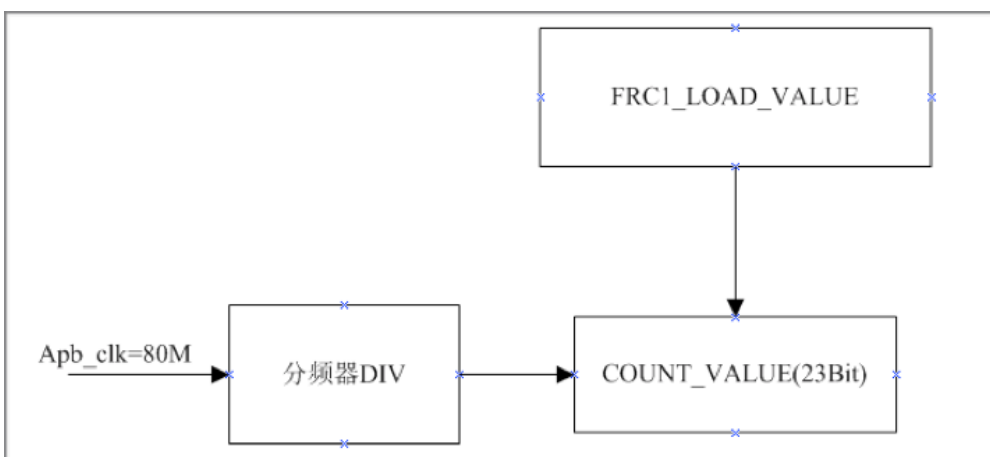 FRC1_LOAD_VALUE
Apb_clk=80M
分频器DIV
COUNT_VALUE(23Bit)